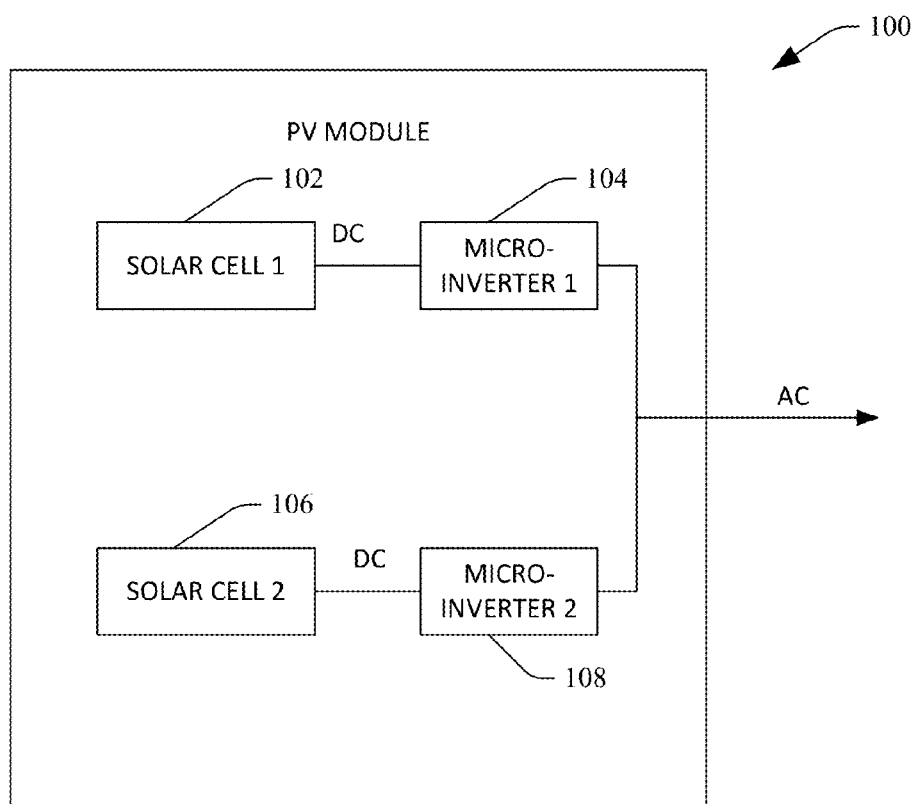 100
PV MODULE
102
104
DC
SOLAR CELL 1
MICRO-
INVERTER 1
AC
106
DC
SOLAR CELL 2
MICRO-
INVERTER 2
108